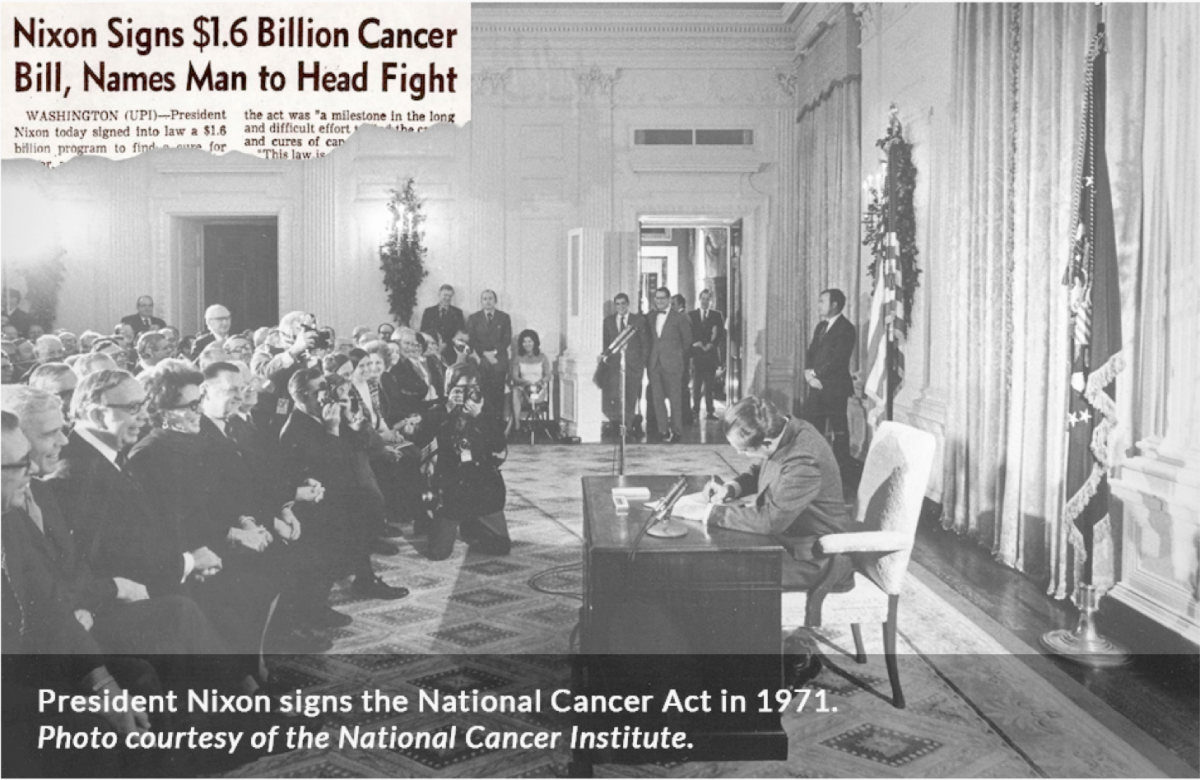 Nixon Signs $1.6 Billion Cancer
Bill, Names Man to Head Fight
WASHINGTON (UPI)—President
Nixon today signed into law a $1.6
billion program to find a cure for
the act was "a milestone in the long
and difficult effort
and cures of can
"This law is
President Nixon signs the National Cancer Act in 1971.
Photo courtesy of the National Cancer Institute.